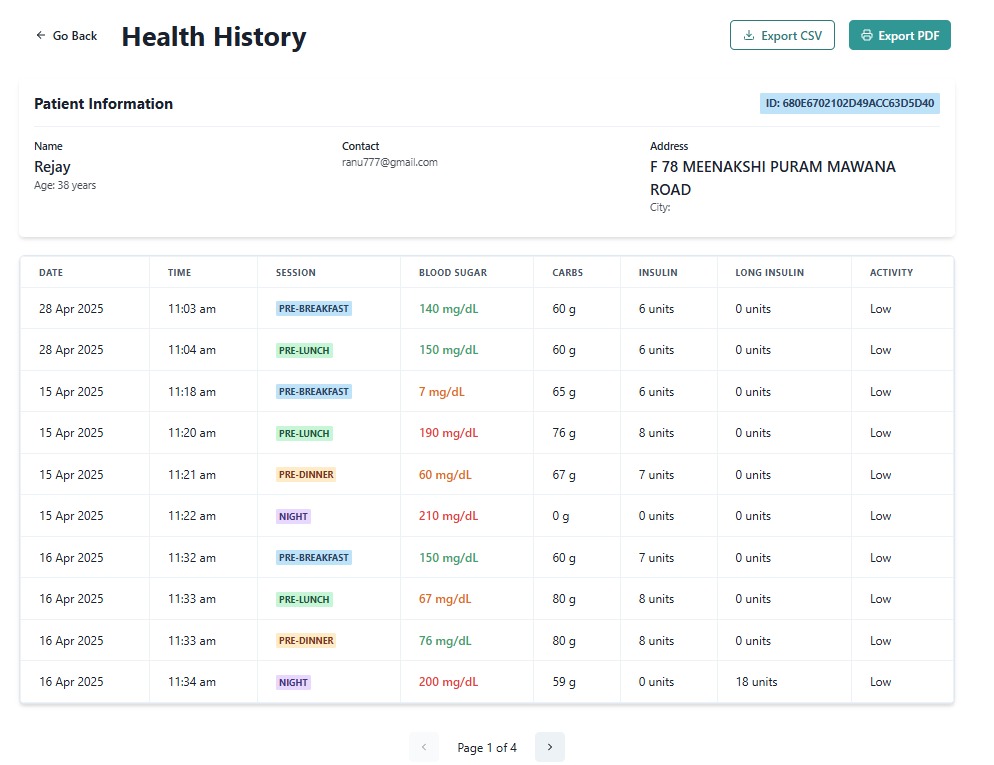 Go Back
Health History
Export CSV
Export PDF
Patient Information
ID: 680E6702102D49ACC63D5D40
Name
Rejay
Age: 38 years
Contact
ranu777@gmail.com
Address
F 78 MEENAKSHI PURAM MAWANA
ROAD
City:
DATE TIME SESSION BLOOD SUGAR CARBS INSULIN LONG INSULIN ACTIVITY
28 Apr 2025 11:03 am PRE-BREAKFAST 140 mg/dL 60 g 6 units 0 units Low
28 Apr 2025 11:04 am PRE-LUNCH 150 mg/dL 60 g 6 units 0 units Low
15 Apr 2025 11:18 am PRE-BREAKFAST 7 mg/dL 65 g 6 units 0 units Low
15 Apr 2025 11:20 am PRE-LUNCH 190 mg/dL 76 g 8 units 0 units Low
15 Apr 2025 11:21 am PRE-DINNER 60 mg/dL 67 g 7 units 0 units Low
15 Apr 2025 11:22 am NIGHT 210 mg/dL 0 g 0 units 0 units Low
16 Apr 2025 11:32 am PRE-BREAKFAST 150 mg/dL 60 g 7 units 0 units Low
16 Apr 2025 11:33 am PRE-LUNCH 67 mg/dL 80 g 8 units 0 units Low
16 Apr 2025 11:33 am PRE-DINNER 76 mg/dL 80 g 8 units 0 units Low
16 Apr 2025 11:34 am NIGHT 200 mg/dL 59 g 0 units 18 units Low
Page 1 of 4